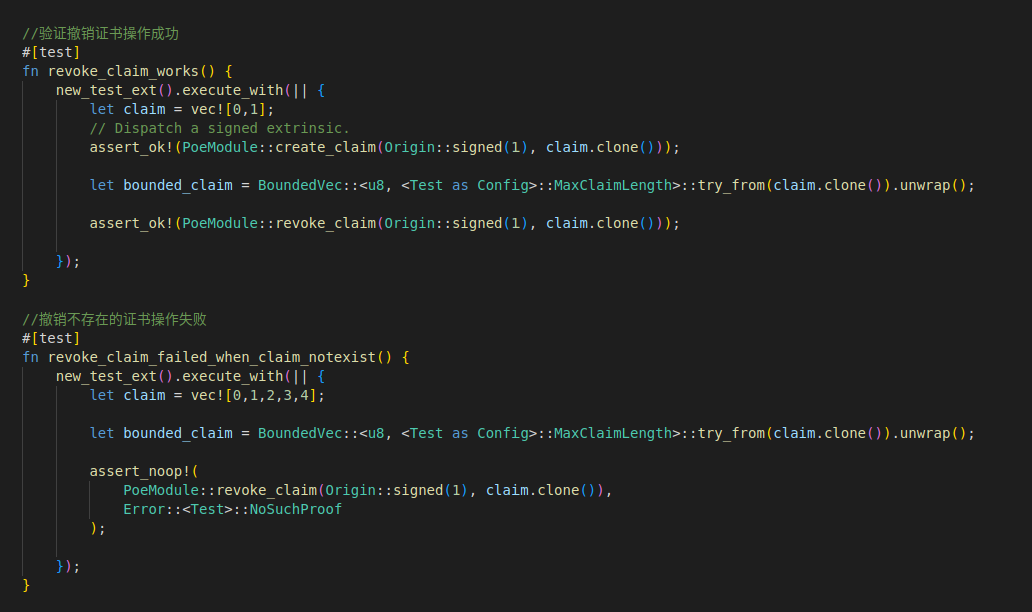 //验证撤销证书操作成功
#[test]
fn revoke_claim_works() {
    new_test_ext().execute_with(|| {
        let claim = vec![0,1];
        // Dispatch a signed extrinsic.
        assert_ok!(PoeModule::create_claim(Origin::signed(1), claim.clone()));
        let bounded_claim = BoundedVec::<u8, <Test as Config>::MaxClaimLength>::try_from(claim.clone()).unwrap();
        assert_ok!(PoeModule::revoke_claim(Origin::signed(1), claim.clone()));
    });
}
//撤销不存在的证书操作失败
#[test]
fn revoke_claim_failed_when_claim_notexist() {
    new_test_ext().execute_with(|| {
        let claim = vec![0,1,2,3,4];
        let bounded_claim = BoundedVec::<u8, <Test as Config>::MaxClaimLength>::try_from(claim.clone()).unwrap();
        assert_noop!(
            PoeModule::revoke_claim(Origin::signed(1), claim.clone()),
            Error::<Test>::NoSuchProof
        );
    });
}